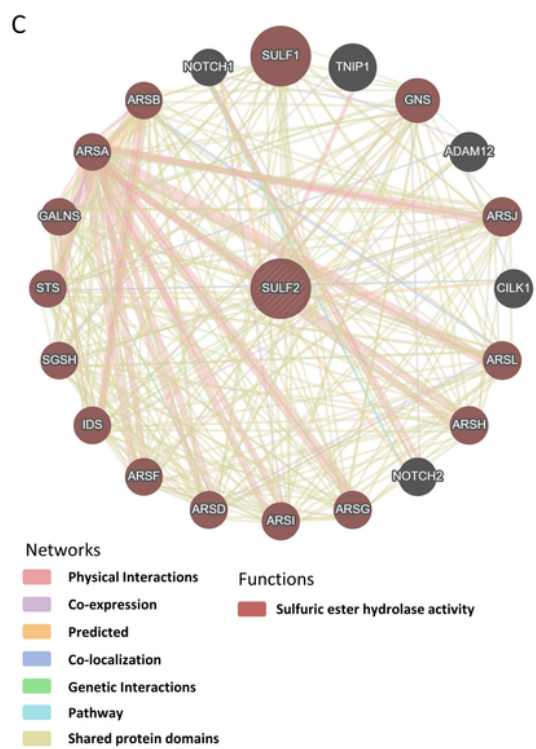 C
SULF1
NOTCH1
TNIP1
ARSB
GNS
ARSA
ADAM12
GALNS
ARSJ
STS
SULF2
CILK1
SGSH
ARSL
IDS
ARSH
ARSF
NOTCH2
ARSD
ARSI
ARSG
Networks
Physical Interactions
Co-expression
Predicted
Co-localization
Genetic Interactions
Pathway
Shared protein domains
Functions
Sulfuric ester hydrolase activity